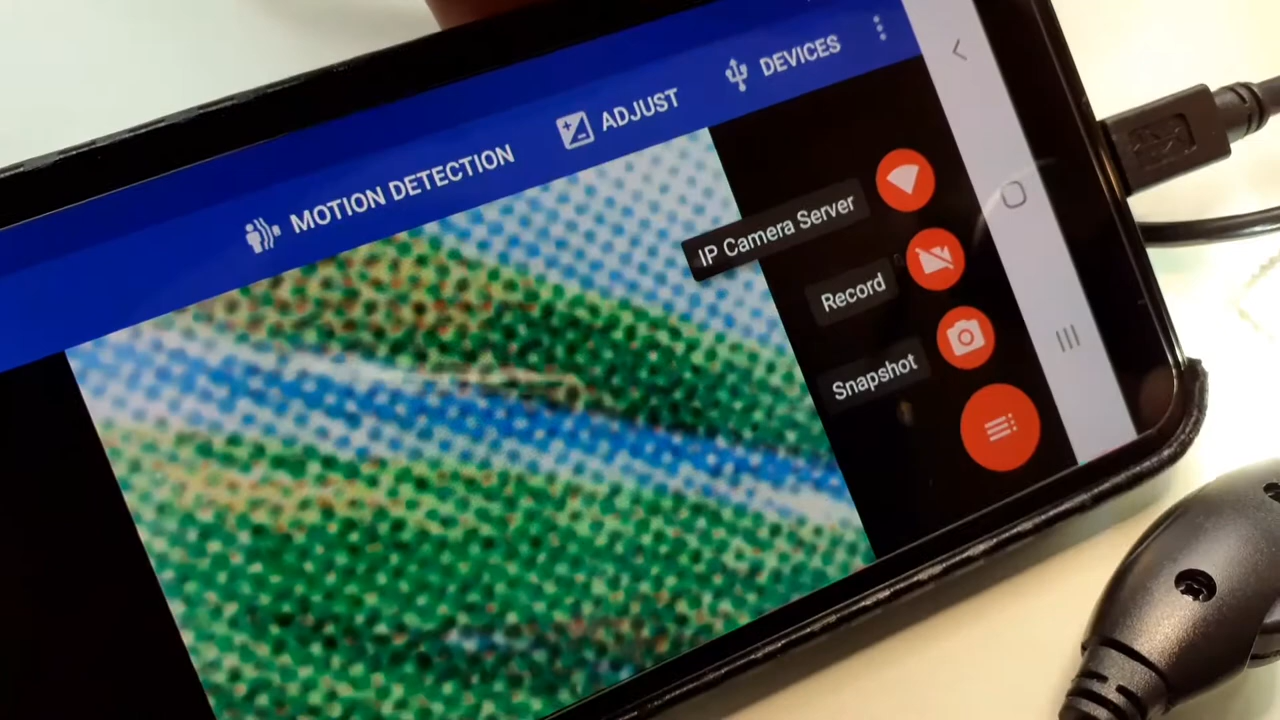 MOTION DETECTION
ADJUST
DEVICES
IP Camera Server
Record
Snapshot